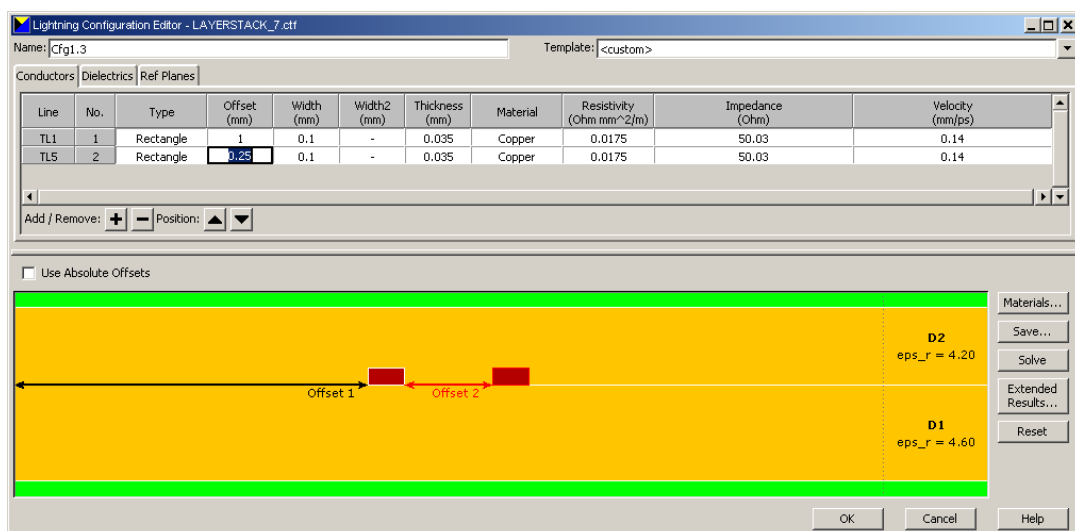 Lightning Configuration Editor - LAYERSTACK_7.ctf
Name: Cfg1.3 Template: <custom>
Conductors Dielectrics Ref Planes
Line No. Type Offset (mm) Width (mm) Width2 (mm) Thickness (mm) Material Resistivity (Ohm mm^2/m) Impedance (Ohm) Velocity (mm/ps)
TL1 1 Rectangle 1 0.1 - 0.035 Copper 0.0175 50.03 0.14
TL5 2 Rectangle 0.25 0.1 - 0.035 Copper 0.0175 50.03 0.14
Add / Remove: Position:
Use Absolute Offsets
Materials...
D2
Save...
eps_r = 4.20
Solve
Offset 1 Offset 2
Extended Results...
D1
Reset
eps_r = 4.60
OK Cancel Help